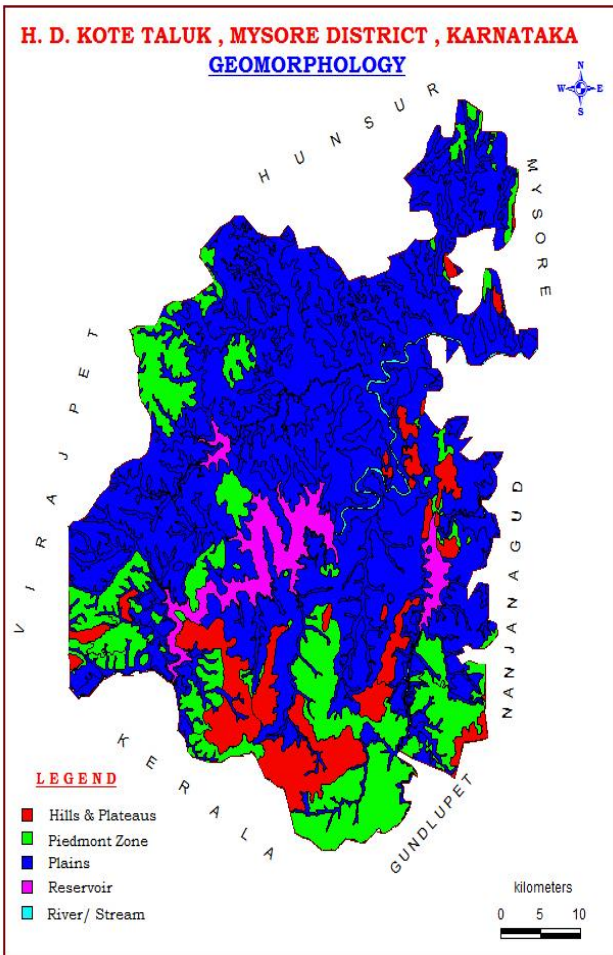 H. D. KOTE TALUK , MYSORE DISTRICT , KARNATAKA
GEOMORPHOLOGY
N
W E
S
HUNSUR
MYSORE
VIRAJPET
NANJANAGUD
KERALA
GUNDLUPET
LEGEND
Hills & Plateaus
Piedmont Zone
Plains
Reservoir
River/ Stream
kilometers
0 5 10